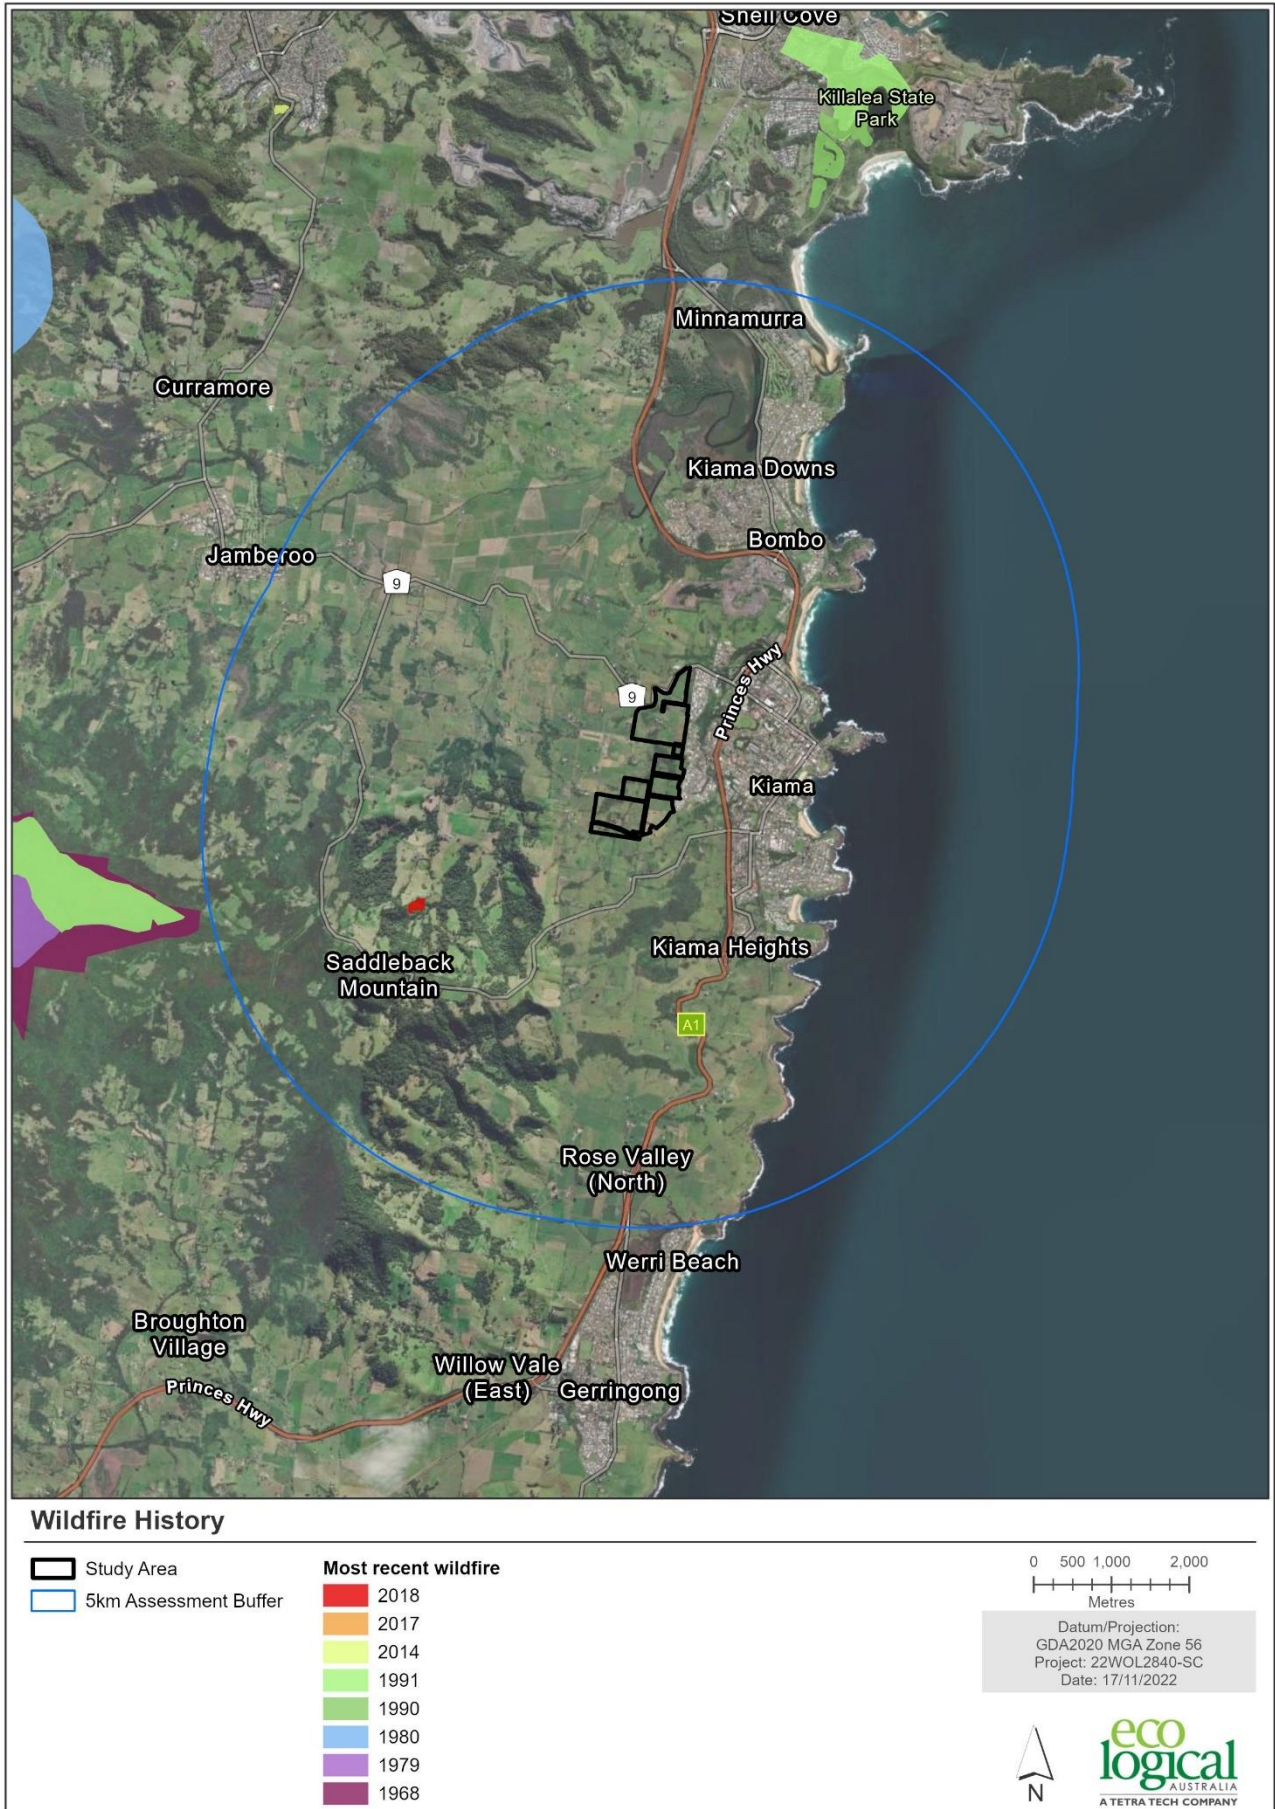 Shell Cove
Killalea State
Park
Minnamurra
Curramore
Kiama Downs
Bombo
Jamberoo
9
9
Princes Hwy
Kiama
Kiama Heights
Saddleback
Mountain
A1
Rose Valley
(North)
Werri Beach
Broughton
Village
Willow Vale
(East)
Gerringong
Princes Hwy
Wildfire History
Study Area
5km Assessment Buffer
Most recent wildfire
2018
2017
2014
1991
1990
1980
1979
1968
0 500 1,000 2,000
Metres
Datum/Projection:
GDA2020 MGA Zone 56
Project: 22WOL2840-SC
Date: 17/11/2022
N
eco
logical
AUSTRALIA
A TETRA TECH COMPANY